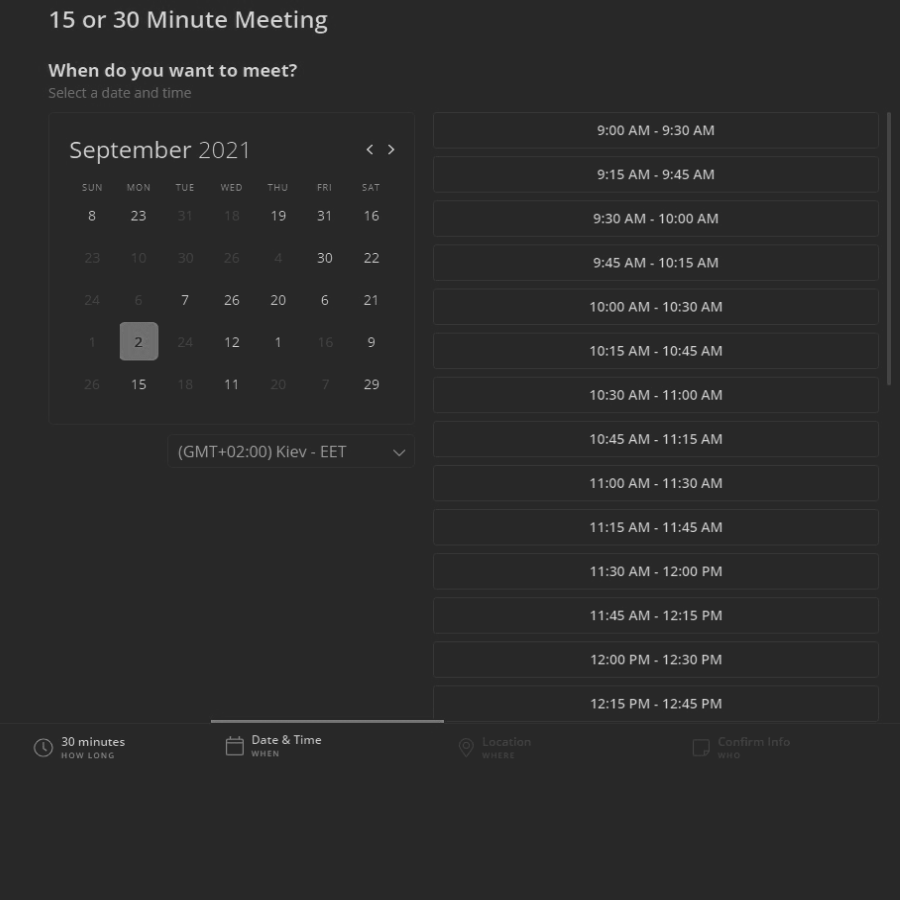 15 or 30 Minute Meeting
When do you want to meet?
Select a date and time
September 2021
SUN MON TUE WED THU FRI SAT
8 23 31 18 19 31 16
23 10 30 26 4 30 22
24 6 7 26 20 6 21
1 2 24 12 1 16 9
26 15 18 11 20 7 29
(GMT+02:00) Kiev - EET
9:00 AM - 9:30 AM
9:15 AM - 9:45 AM
9:30 AM - 10:00 AM
9:45 AM - 10:15 AM
10:00 AM - 10:30 AM
10:15 AM - 10:45 AM
10:30 AM - 11:00 AM
10:45 AM - 11:15 AM
11:00 AM - 11:30 AM
11:15 AM - 11:45 AM
11:30 AM - 12:00 PM
11:45 AM - 12:15 PM
12:00 PM - 12:30 PM
12:15 PM - 12:45 PM
30 minutes
HOW LONG
Date & Time
WHEN
Location
WHERE
Confirm Info
WHO